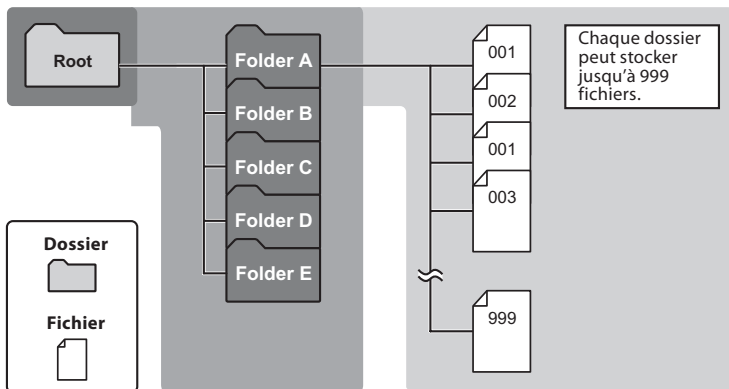 Root
Folder A
Folder B
Folder C
Folder D
Folder E
001
002
001
003
999
Chaque dossier
peut stocker
jusqu'à 999
fichiers.
Dossier
Fichier